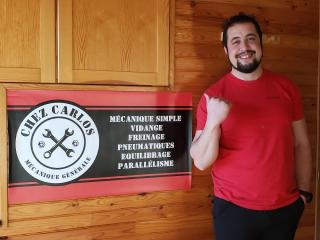 CHEZ CARLOS
MÉCANIQUE GÉNÉRALE
MÉCANIQUE SIMPLE
VIDANGE
FREINAGE
PNEUMATIQUES
EQUILIBRAGE
PARALLÉLISME